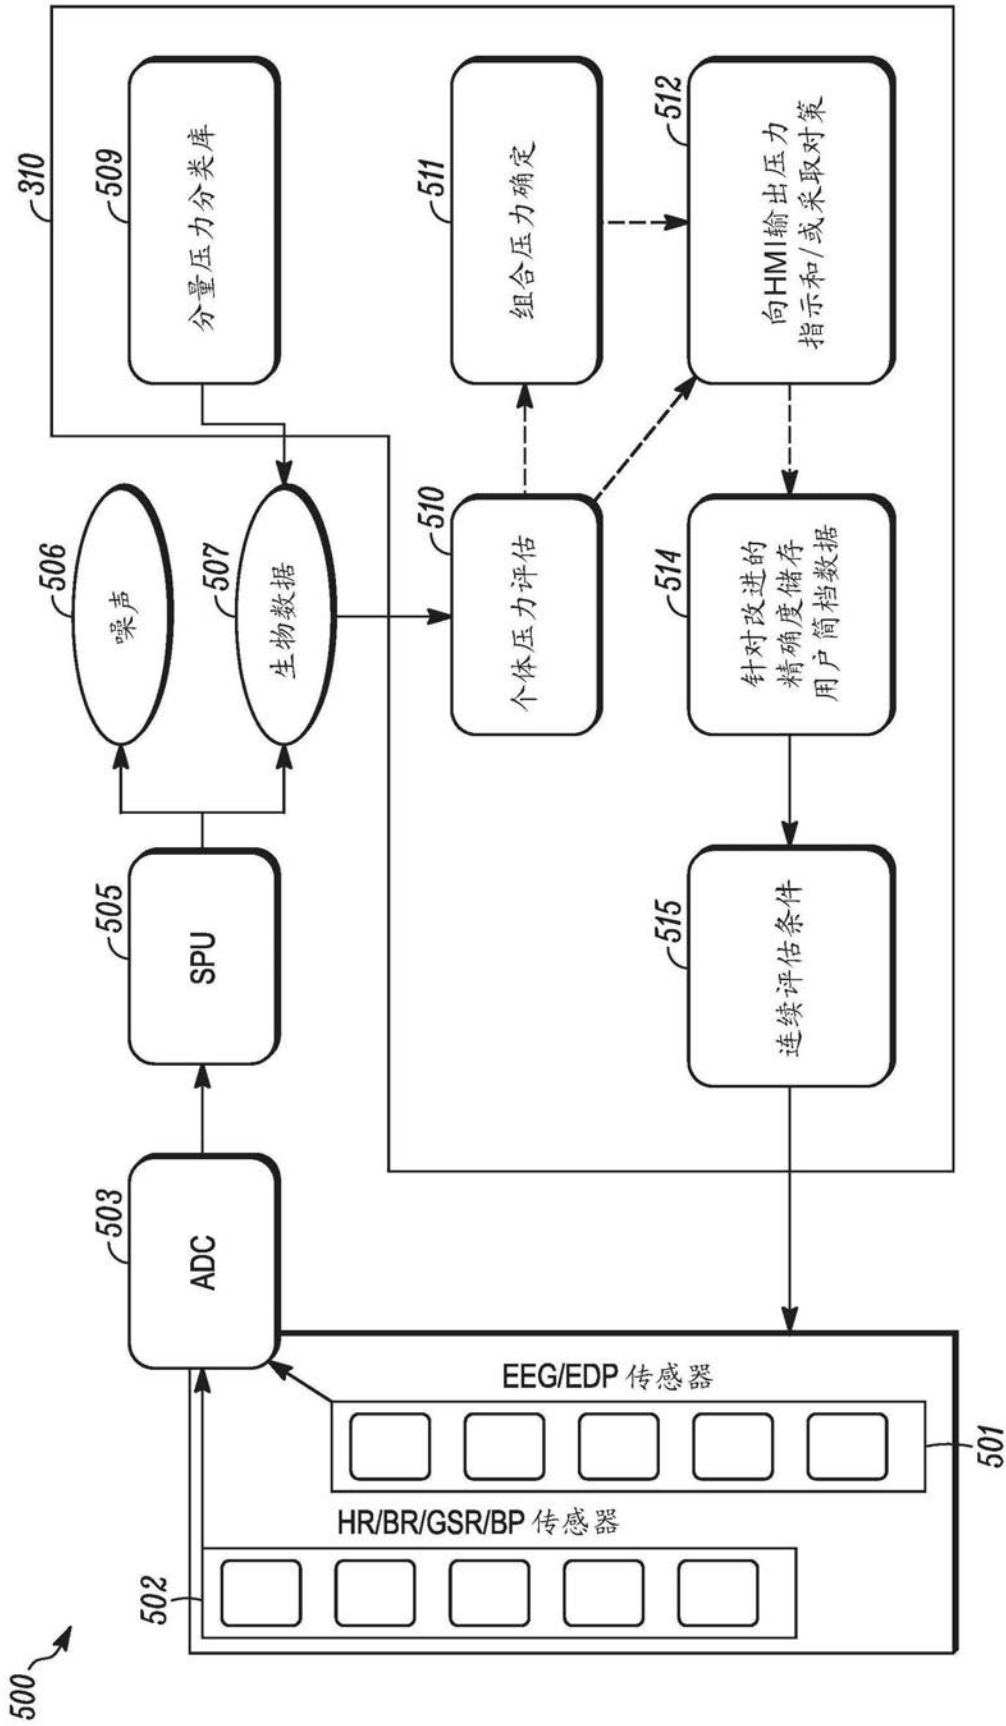 500
502
HR/BR/GSR/BP 传感器
EEG/EDP 传感器
501
503
ADC
505
SPU
506
噪声
507
生物数据
310
509
分量压力分类库
510
个体压力评估
511
组合压力确定
512
向HMI输出压力
指示和/或采取对策
514
针对改进的
精确度储存
用户简档数据
515
连续评估条件